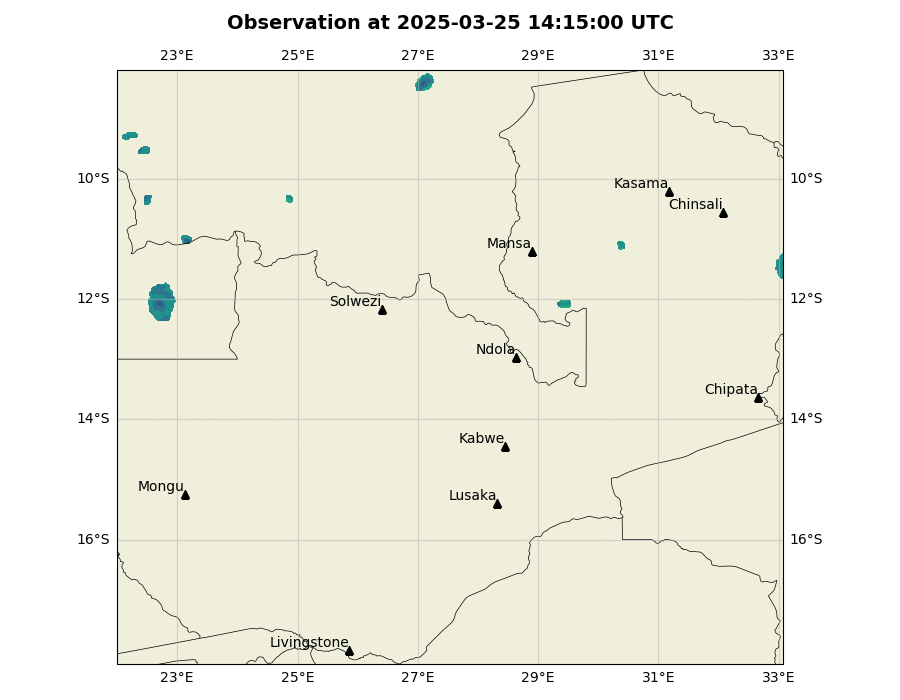 Observation at 2025-03-25 14:15:00 UTC
23°E 25°E 27°E 29°E 31°E 33°E
10°S 10°S
Kasama
Chinsali
Mansa
12°S 12°S
Solwezi
Ndola
Chipata
14°S 14°S
Kabwe
Mongu
Lusaka
16°S 16°S
Livingstone
23°E 25°E 27°E 29°E 31°E 33°E